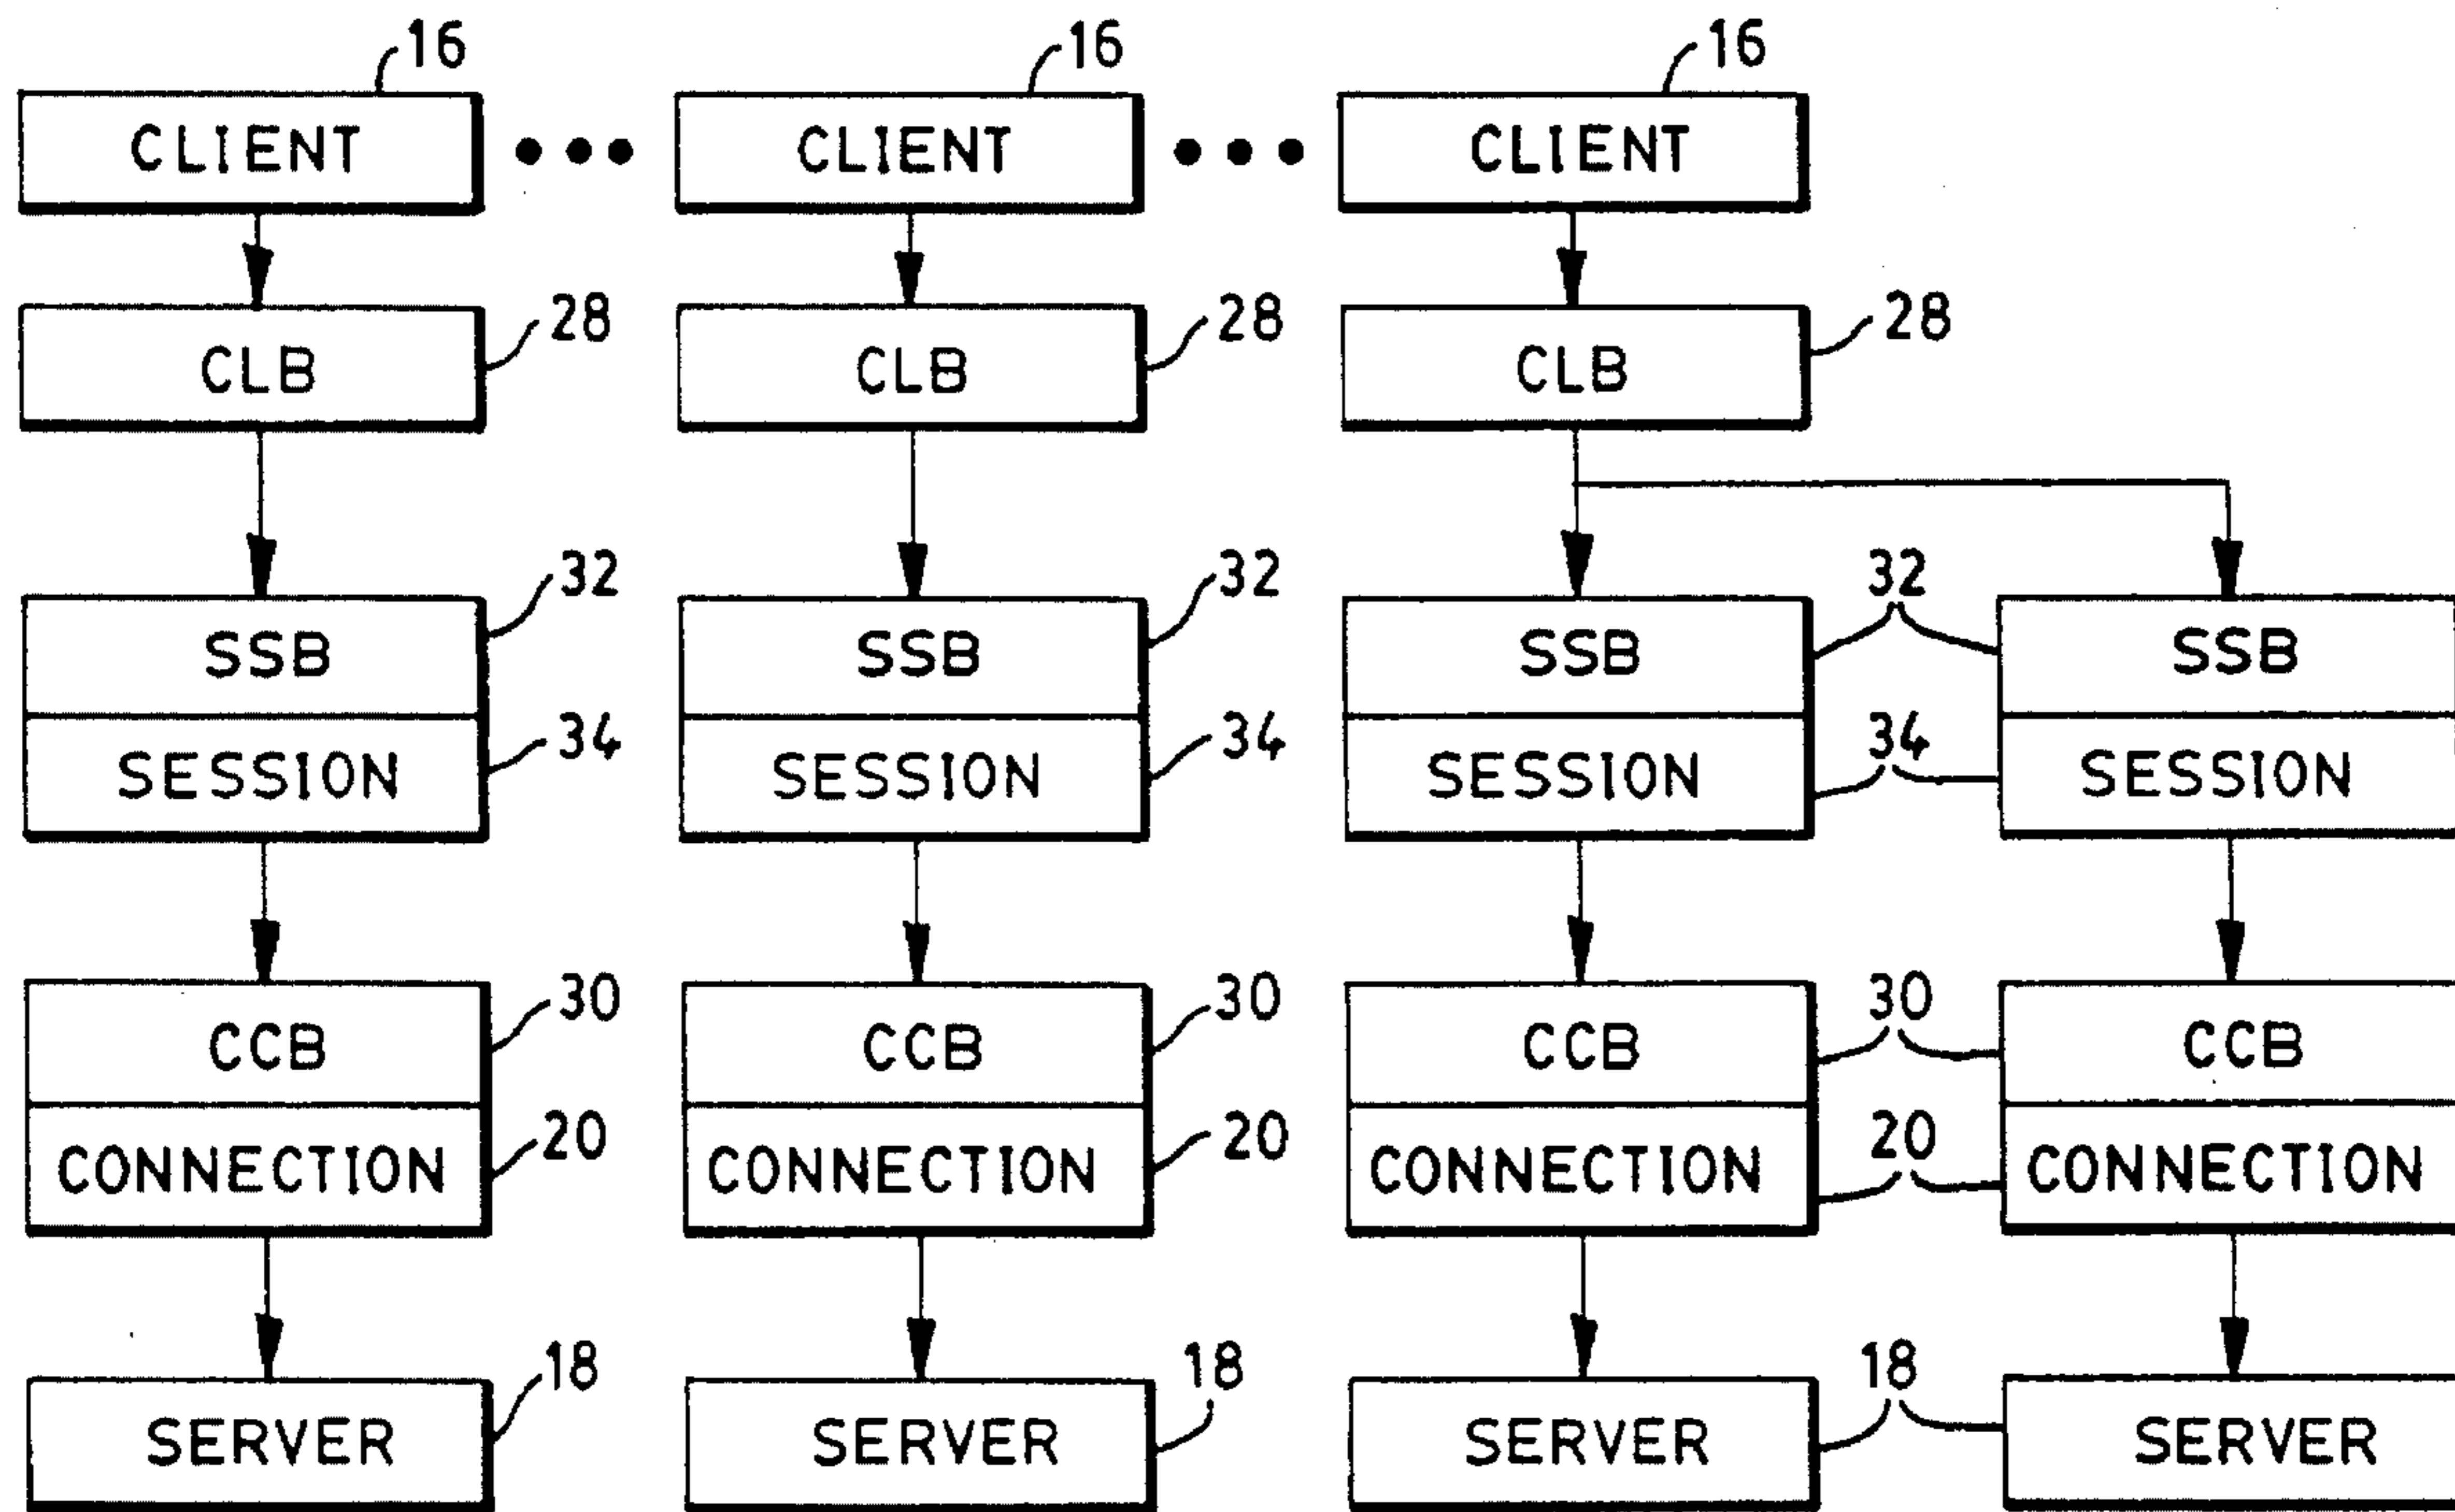 16 16 16
CLIENT ••• CLIENT ••• CLIENT
28 28 28
CLB CLB CLB
32 32 32
SSB SSB SSB SSB
34 34 34
SESSION SESSION SESSION SESSION
30 30 30
CCB CCB CCB CCB
20 20 20
CONNECTION CONNECTION CONNECTION CONNECTION
18 18 18
SERVER SERVER SERVER SERVER